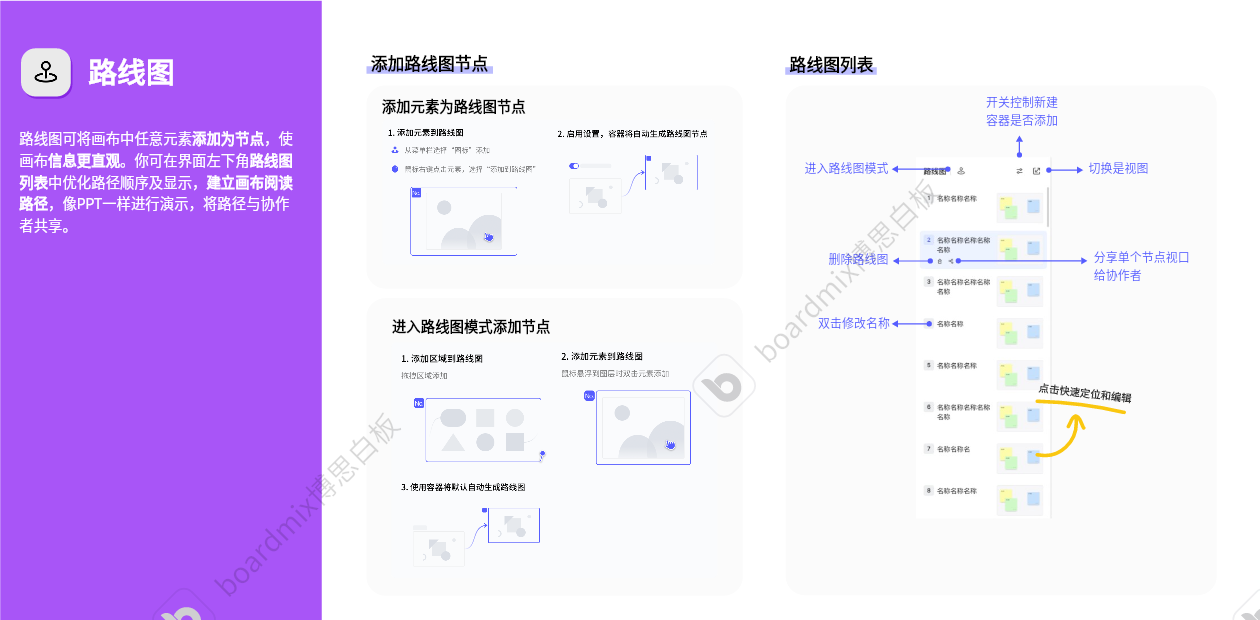 路线图
路线图可将画布中任意元素添加为节点，使
画布信息更直观。你可在界面左下角路线图
列表中优化路径顺序及显示，建立画布阅读
路径，像PPT一样进行演示，将路径与协作
者共享。
添加路线图节点
添加元素为路线图节点
1. 添加元素到路线图
从菜单栏选择“图标”添加
鼠标右键点击元素，选择“添加到路线图”
2. 启用设置，容器将自动生成路线图节点
No
进入路线图模式添加节点
1. 添加区域到路线图
拖拽区域添加
No
2. 添加元素到路线图
鼠标悬浮到图层时双击元素添加
No
3. 使用容器将默认自动生成路线图
路线图列表
开关控制新建
容器是否添加
进入路线图模式
路线图
切换是视图
1 名称名称名称
2 名称名称名称名称
名称
删除路线图
分享单个节点视口
给协作者
3 名称名称名称名称
名称
双击修改名称
名称名称
5 名称名称名称
点击快速定位和编辑
6 名称名称名称名称
名称
7 名称名称名
8 名称名称名称
boardmix博思白板
boardmix博思白板